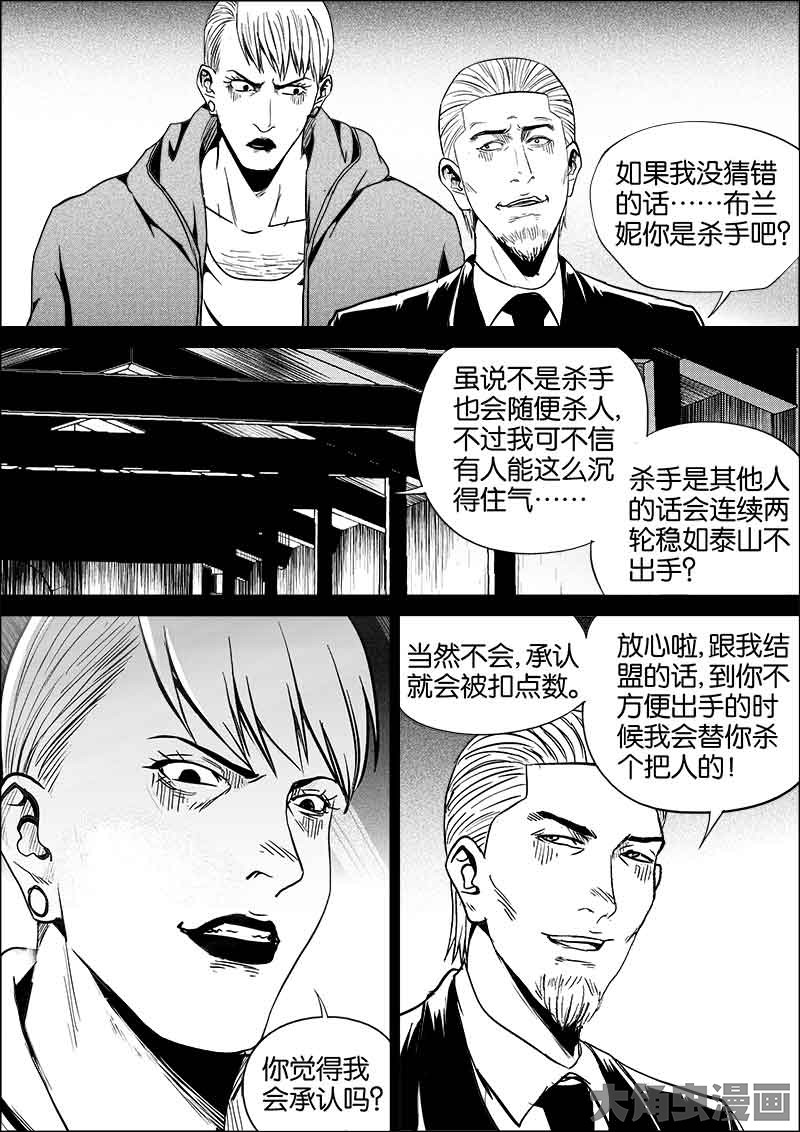 如果我没猜错
的话……布兰
妮你是杀手吧？
虽说不是杀手
也会随便杀人，
不过我可不信
有人能这么沉
得住气……
杀手是其他人
的话会连续两
轮稳如泰山不
出手？
你觉得我
会承认吗？
当然不会，承认
就会被扣点数。
放心啦，跟我结
盟的话，到你不
方便出手的时
候我会替你杀
个把人的！
大角虫漫画